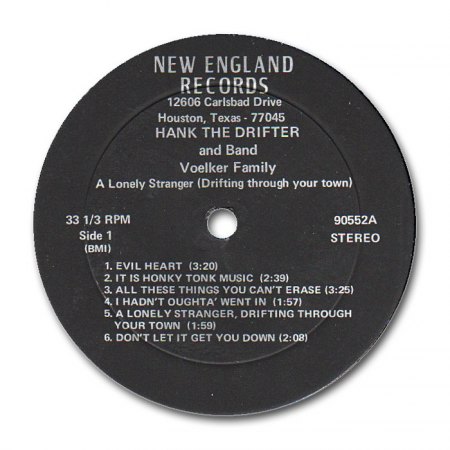 NEW ENGLAND
RECORDS
12606 Carlsbad Drive
Houston, Texas - 77045
HANK THE DRIFTER
and Band
Voelker Family
A Lonely Stranger (Drifting through your town)
33 1/3 RPM
Side 1
(BMI)
90552A
STEREO
1. EVIL HEART (3:20)
2. IT IS HONKY TONK MUSIC (2:39)
3. ALL THESE THINGS YOU CAN'T ERASE (3:25)
4. I HADN'T OUGHTA' WENT IN (1:57)
5. A LONELY STRANGER, DRIFTING THROUGH
YOUR TOWN (1:59)
6. DON'T LET IT GET YOU DOWN (2:08)